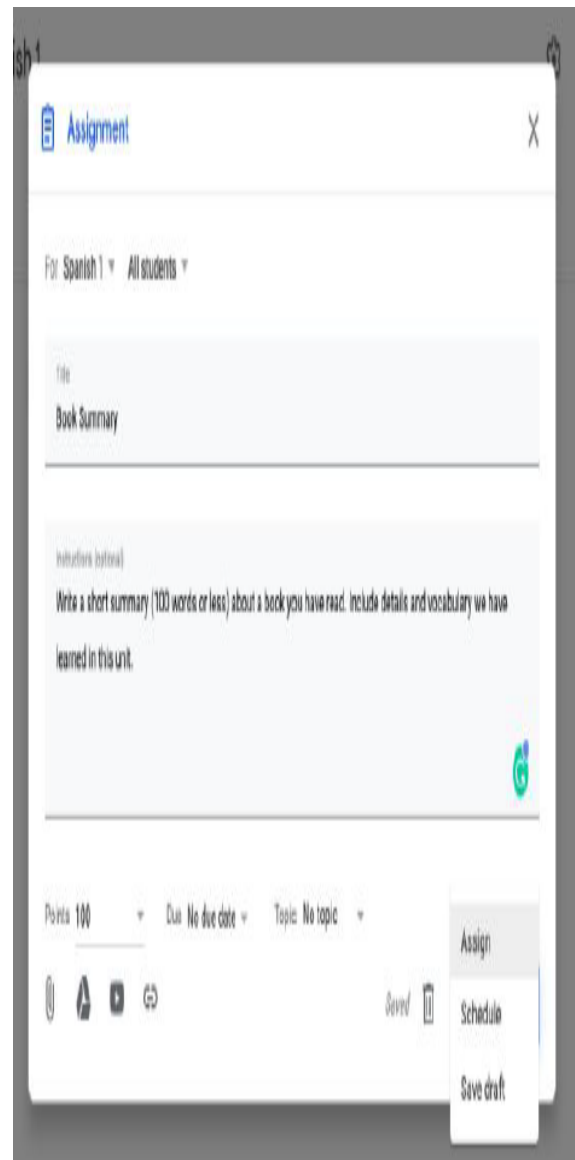 ish 1
Assignment
For Spanish 1 All students
Title
Book Summary
Instructions (optional)
Write a short summary (100 words or less) about a book you have read. Include details and vocabulary we have
learned in this unit.
Points 100 Due No due date Topic No topic
Assign
Saved Schedule
Save draft